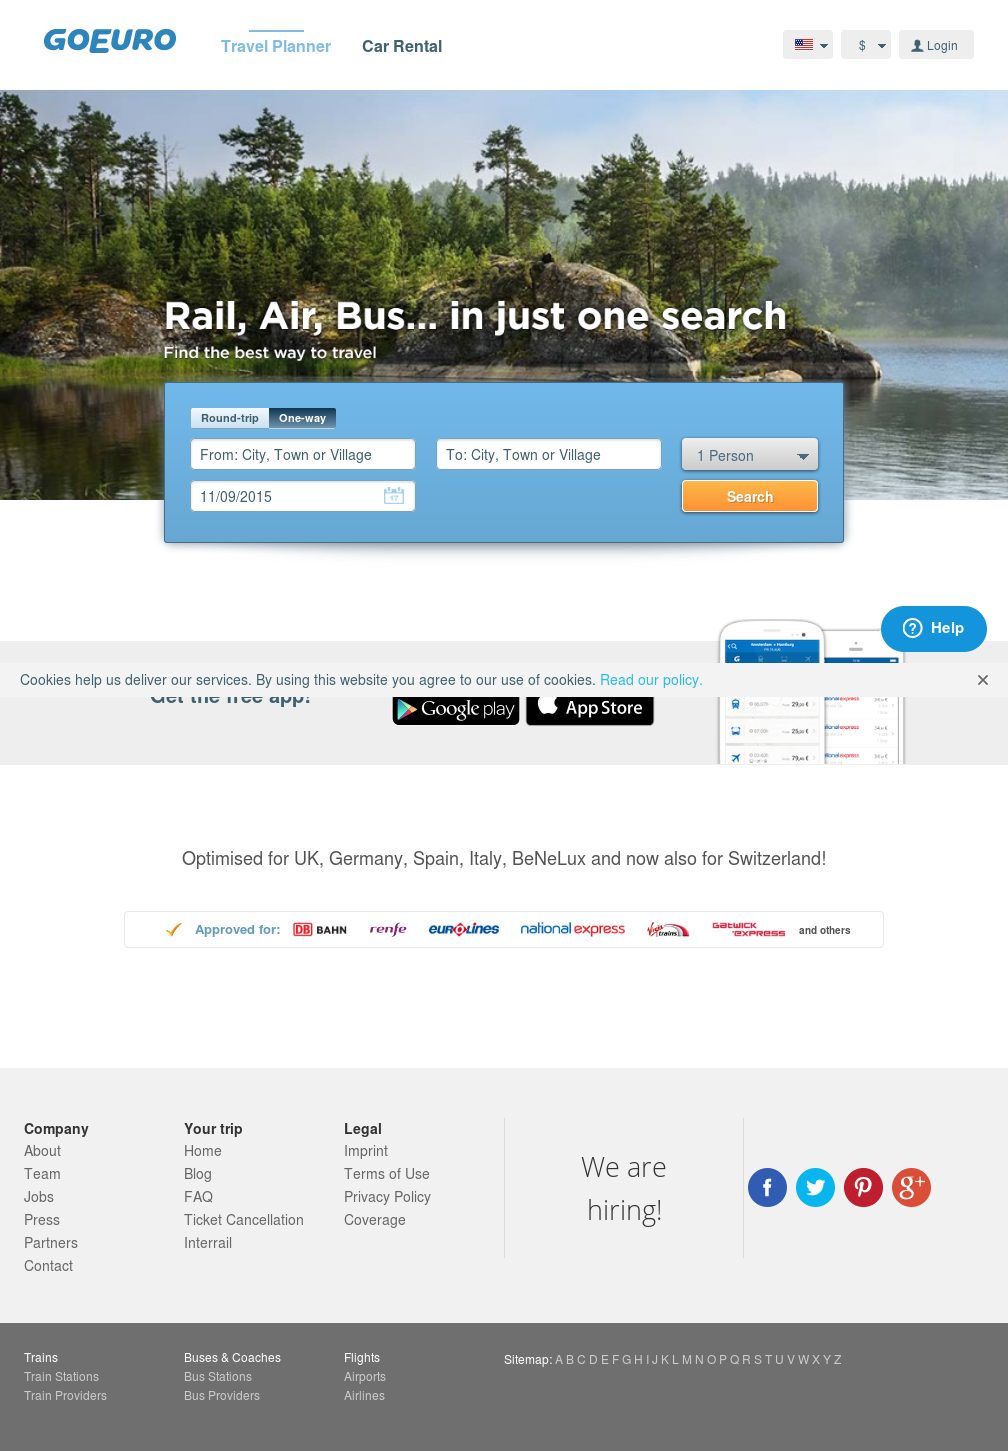 GOEURO
Travel Planner
Car Rental
$
Login
Rail, Air, Bus... in just one search
Find the best way to travel
Round-trip
One-way
From: City, Town or Village
To: City, Town or Village
1 Person
11/09/2015
17
Search
Help
Cookies help us deliver our services. By using this website you agree to our use of cookies. Read our policy.
Get the free app!
Google play
App Store
Optimised for UK, Germany, Spain, Italy, BeNeLux and now also for Switzerland!
Approved for:
DB BAHN
renfe
eurolines
national express
Virgin trains
GATWICK EXPRESS
and others
Company
About
Team
Jobs
Press
Partners
Contact
Your trip
Home
Blog
FAQ
Ticket Cancellation
Interrail
Legal
Imprint
Terms of Use
Privacy Policy
Coverage
We are
hiring!
Trains
Train Stations
Train Providers
Buses & Coaches
Bus Stations
Bus Providers
Flights
Airports
Airlines
Sitemap: A B C D E F G H I J K L M N O P Q R S T U V W X Y Z